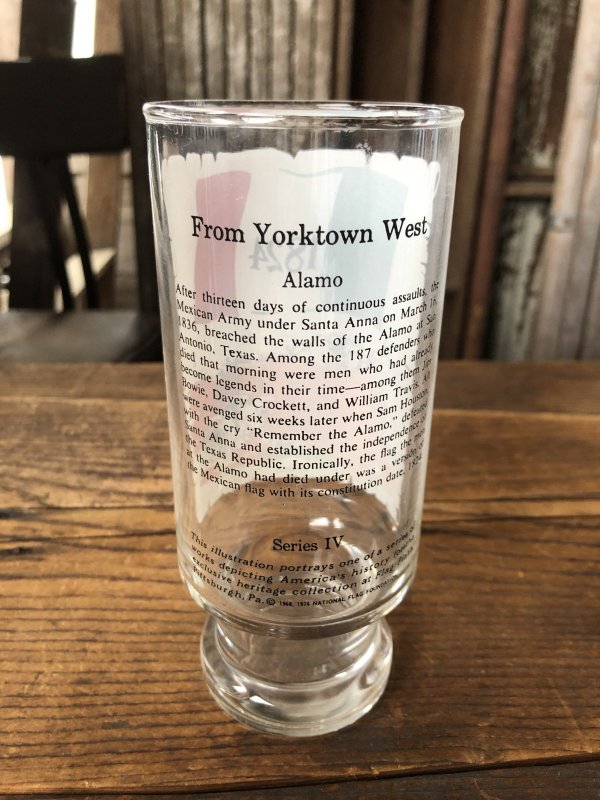 From Yorktown West
Alamo
After thirteen days of continuous assaults, the
Mexican Army under Santa Anna on March 16,
1836, breached the walls of the Alamo at San
Antonio, Texas. Among the 187 defenders who
died that morning were men who had already
become legends in their time—among them Jim
Bowie, Davey Crockett, and William Travis. All
were avenged six weeks later when Sam Houston,
with the cry "Remember the Alamo," defeated
Santa Anna and established the independence of
the Texas Republic. Ironically, the flag the men
at the Alamo had died under was a version of
the Mexican flag with its constitution date, 1824.
1824
Series IV
This illustration portrays one of a series of
works depicting America's history, from the
exclusive heritage collection at Flag Plaza,
Pittsburgh, Pa. © 1968, 1974 NATIONAL FLAG FOUNDATION